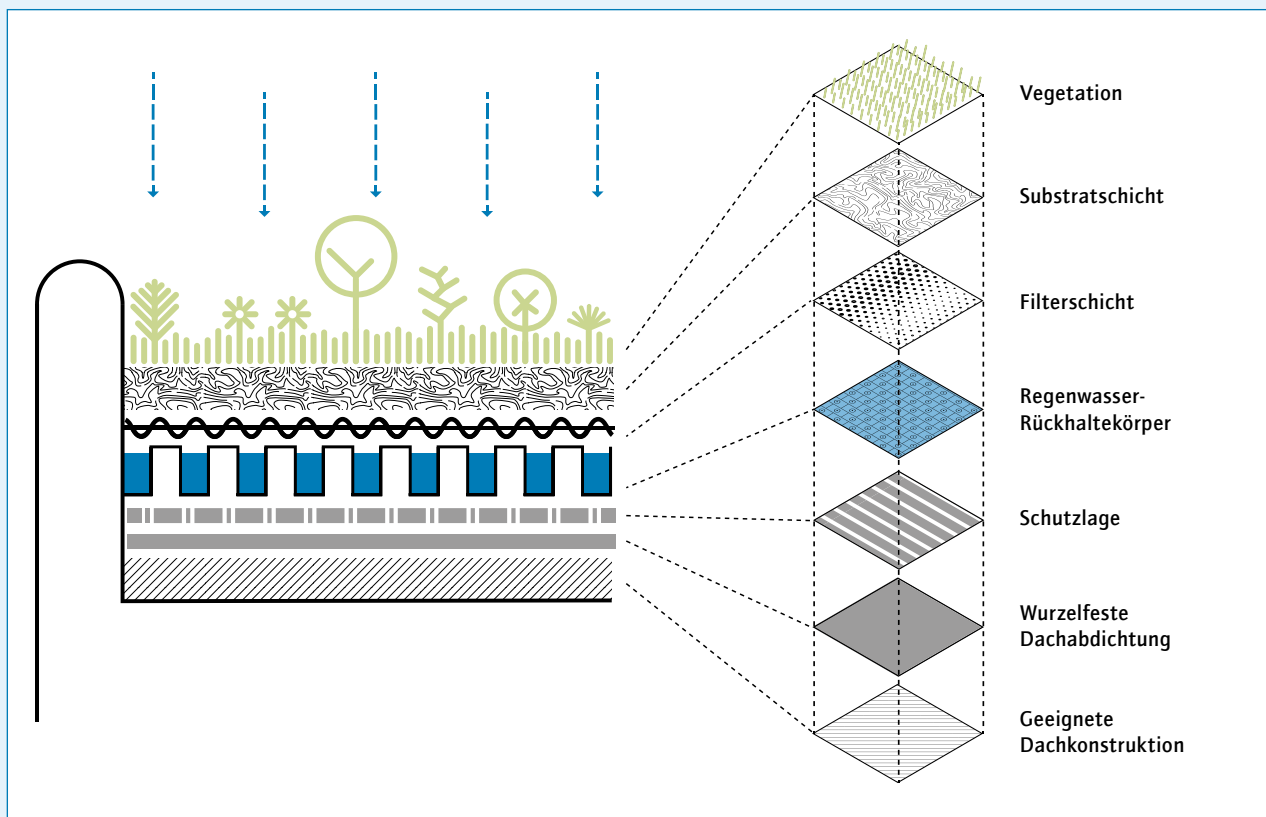 Vegetation
Substratschicht
Filterschicht
Regenwasser-
Rückhaltekörper
Schutzlage
Wurzelfeste
Dachabdichtung
Geeignete
Dachkonstruktion